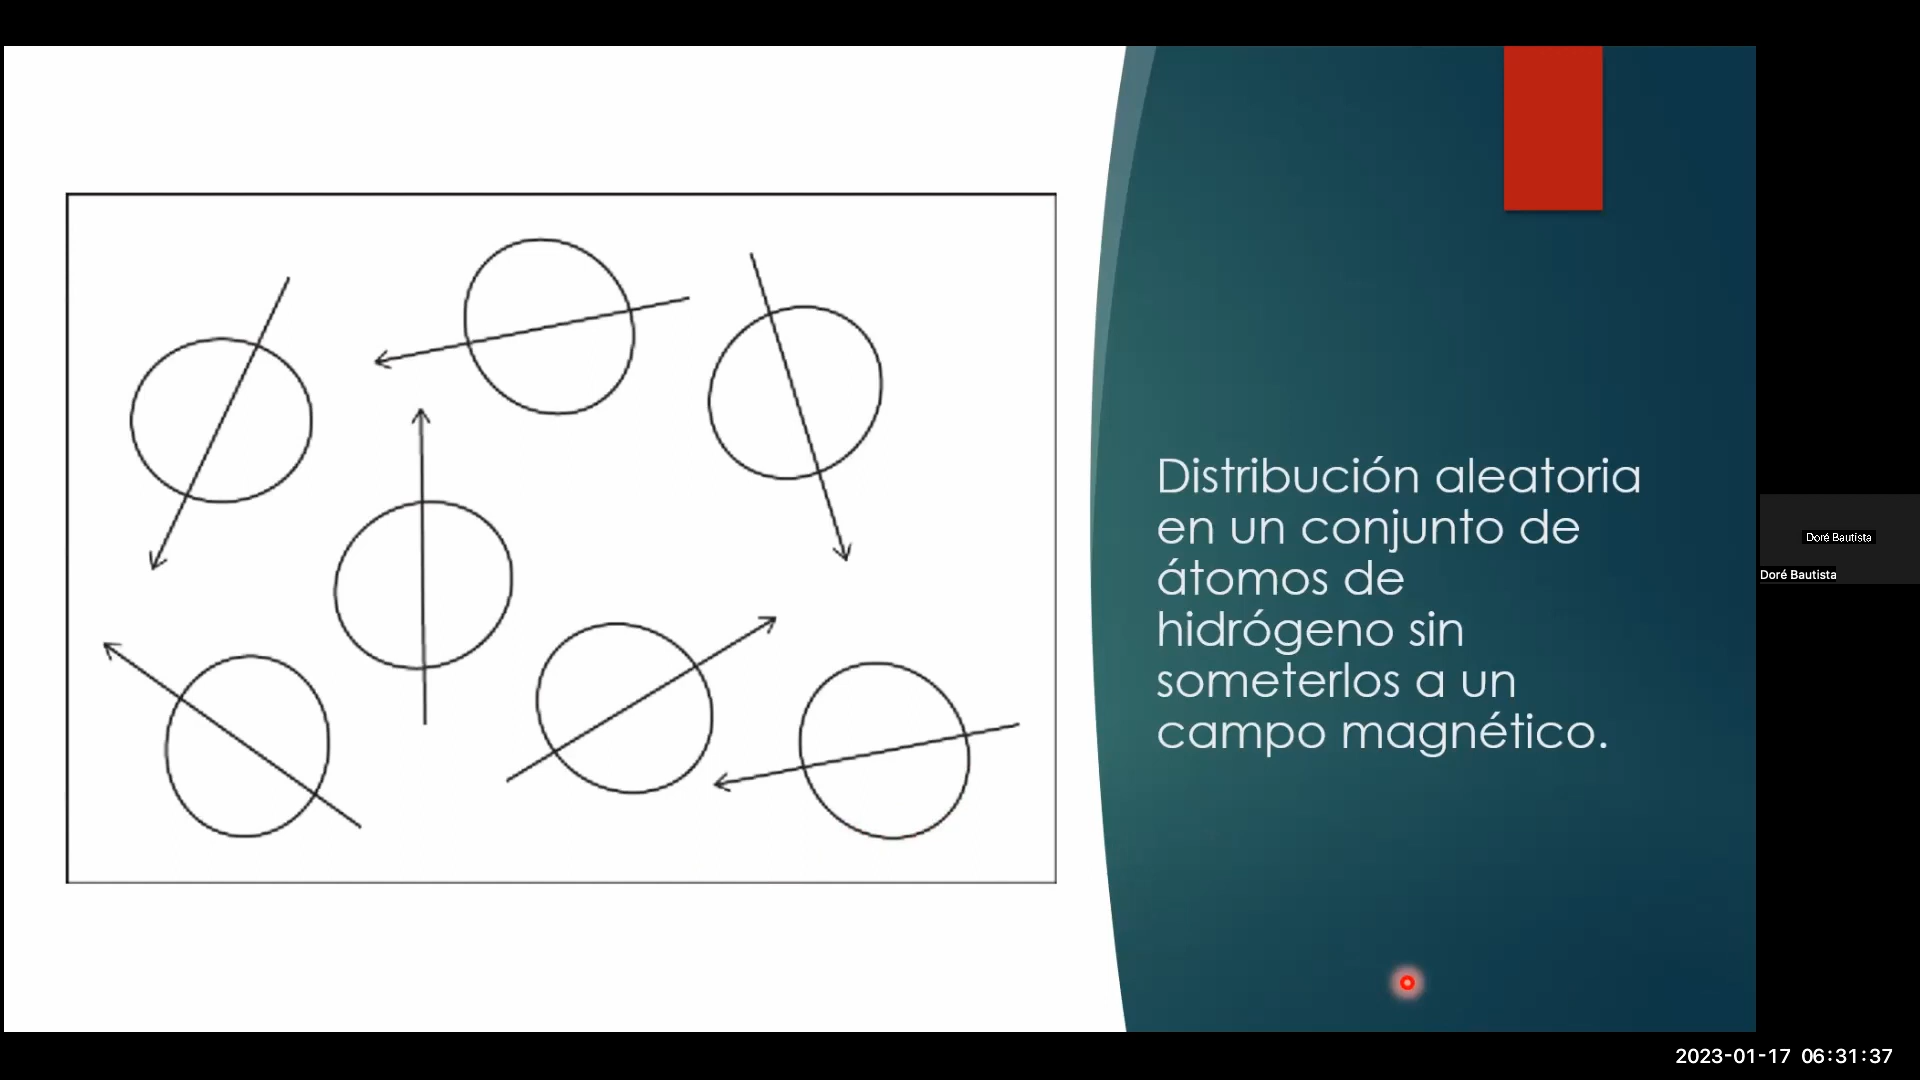 Distribución aleatoria
en un conjunto de
átomos de
hidrógeno sin
someterlos a un
campo magnético.
Doré Bautista
Doré Bautista
2023-01-17 06:31:37